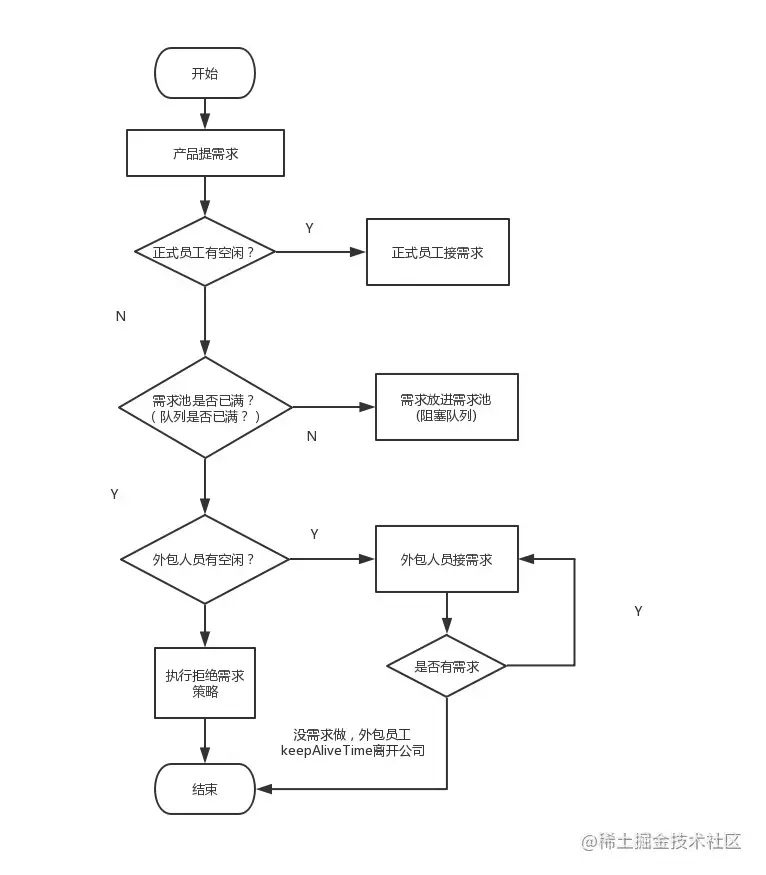 开始
产品提需求
正式员工有空闲？
Y
正式员工接需求
N
需求池是否已满？
（队列是否已满？）
N
需求放进需求池
(阻塞队列)
Y
外包人员有空闲？
Y
外包人员接需求
Y
是否有需求
执行拒绝需求
策略
没需求做，外包员工
keepAliveTime离开公司
结束
@稀土掘金技术社区